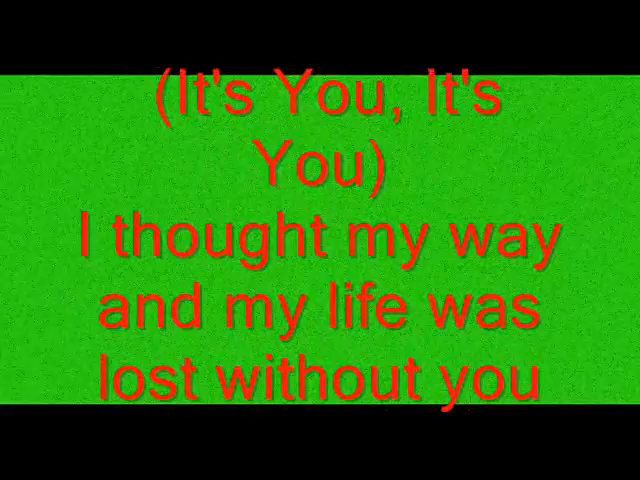 (It's You, It's
You)
I thought my way
and my life was
lost without you